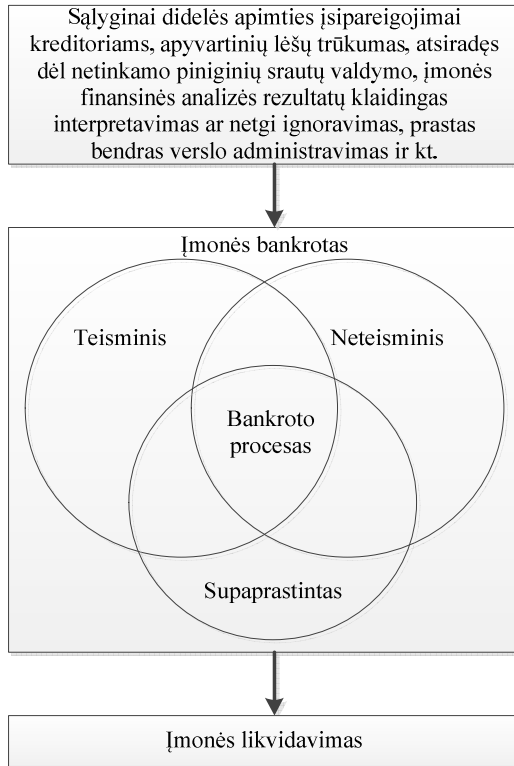 Sąlyginai didelės apimties įsipareigojimai
kreditoriams, apyvartinių lėšų trūkumas, atsiradęs
dėl netinkamo piniginių srautų valdymo, įmonės
finansinės analizės rezultatų klaidingas
interpretavimas ar netgi ignoravimas, prastas
bendras verslo administravimas ir kt.
Įmonės bankrotas
Teisminis
Neteisminis
Bankroto
procesas
Supaprastintas
Įmonės likvidavimas